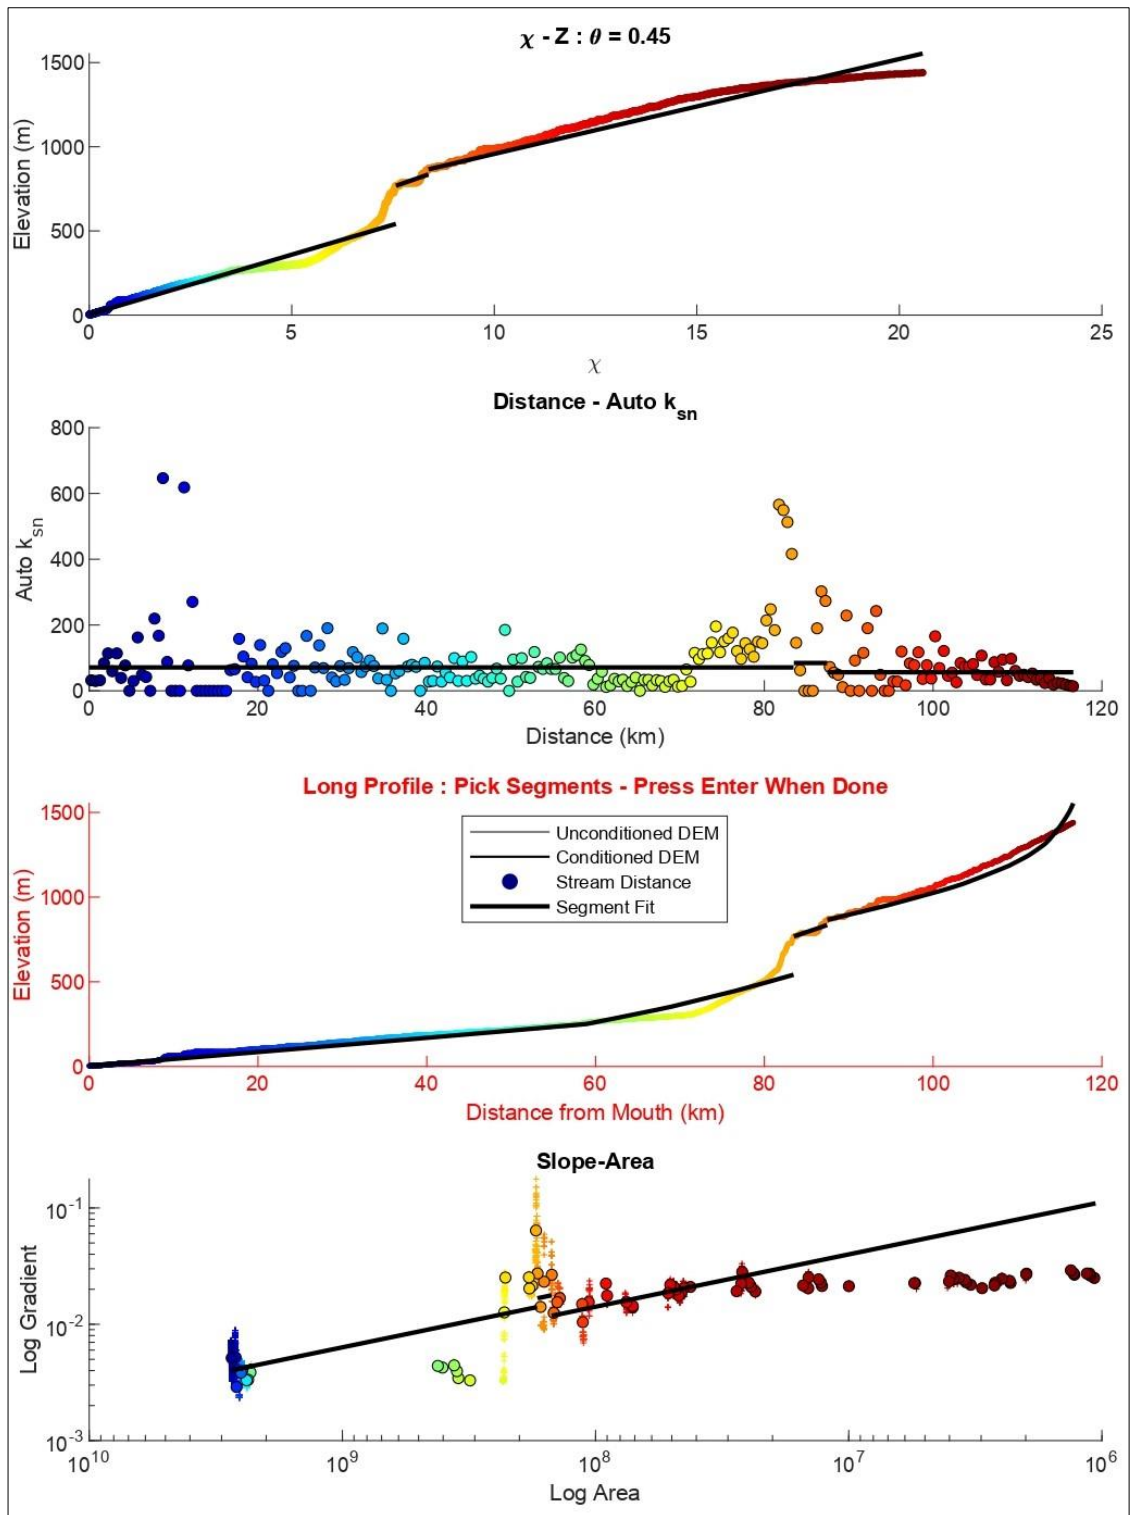 χ - Z : θ = 0.45
Elevation (m)
1500
1000
500
0
0 5 10 15 20 25
χ
Distance - Auto k_sn
Auto k_sn
800
600
400
200
0
0 20 40 60 80 100 120
Distance (km)
Long Profile : Pick Segments - Press Enter When Done
Elevation (m)
1500
1000
500
0
Unconditioned DEM
Conditioned DEM
Stream Distance
Segment Fit
0 20 40 60 80 100 120
Distance from Mouth (km)
Slope-Area
Log Gradient
10^-1
10^-2
10^-3
10^10 10^9 10^8 10^7 10^6
Log Area